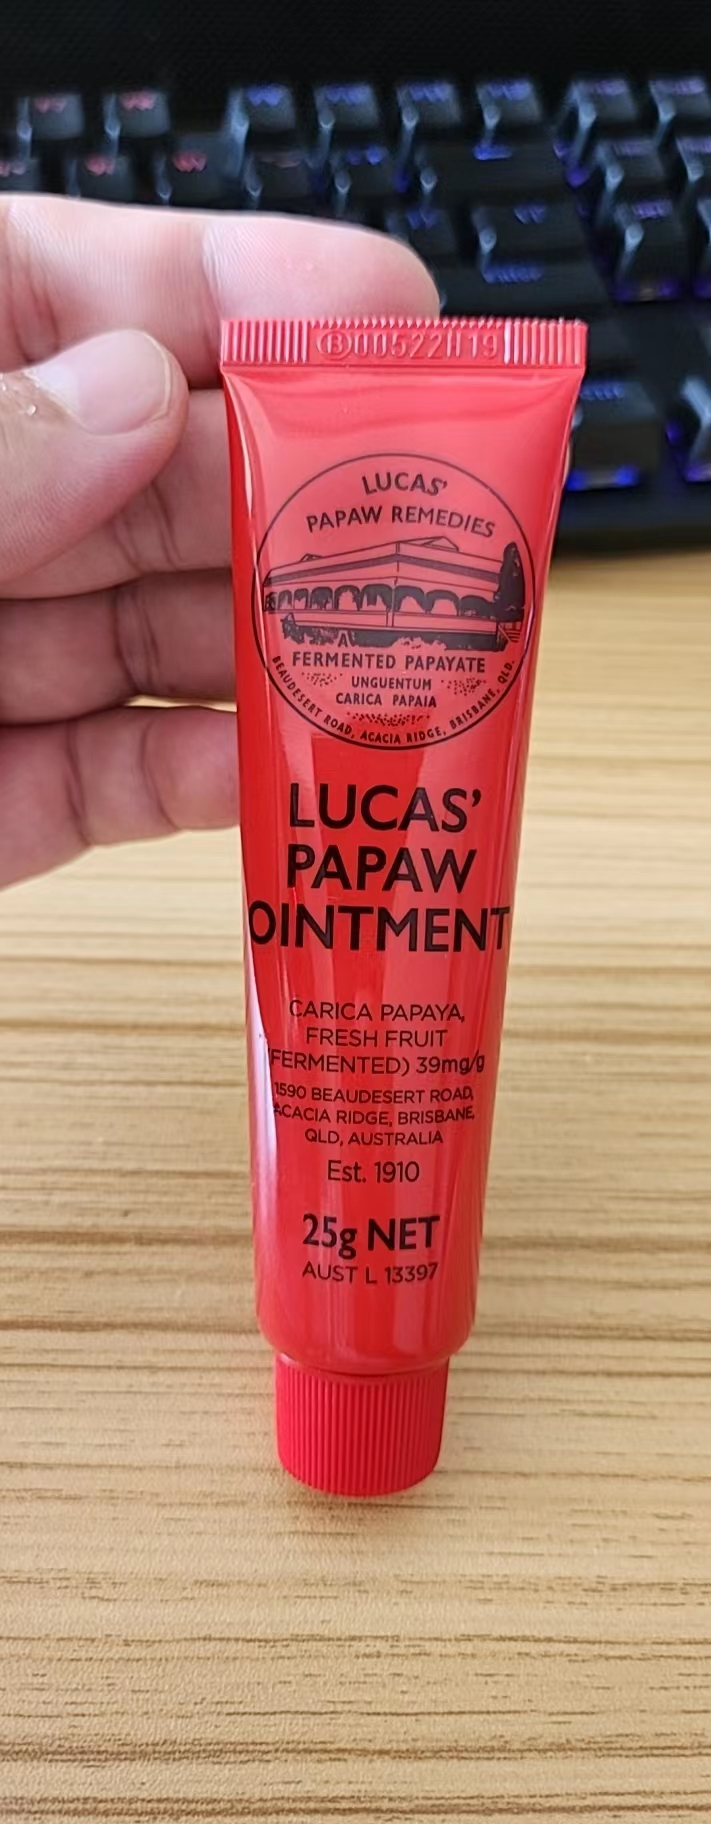 Ⓑ00522H19
LUCAS'
PAPAW REMEDIES
A
FERMENTED PAPAYATE
UNGUENTUM
CARICA PAPAIA
BEAUDESERT ROAD, ACACIA RIDGE, BRISBANE, QLD.
LUCAS'
PAPAW
OINTMENT
CARICA PAPAYA,
FRESH FRUIT
(FERMENTED) 39mg/g
1590 BEAUDESERT ROAD,
ACACIA RIDGE, BRISBANE,
QLD, AUSTRALIA
Est. 1910
25g NET
AUST L 13397